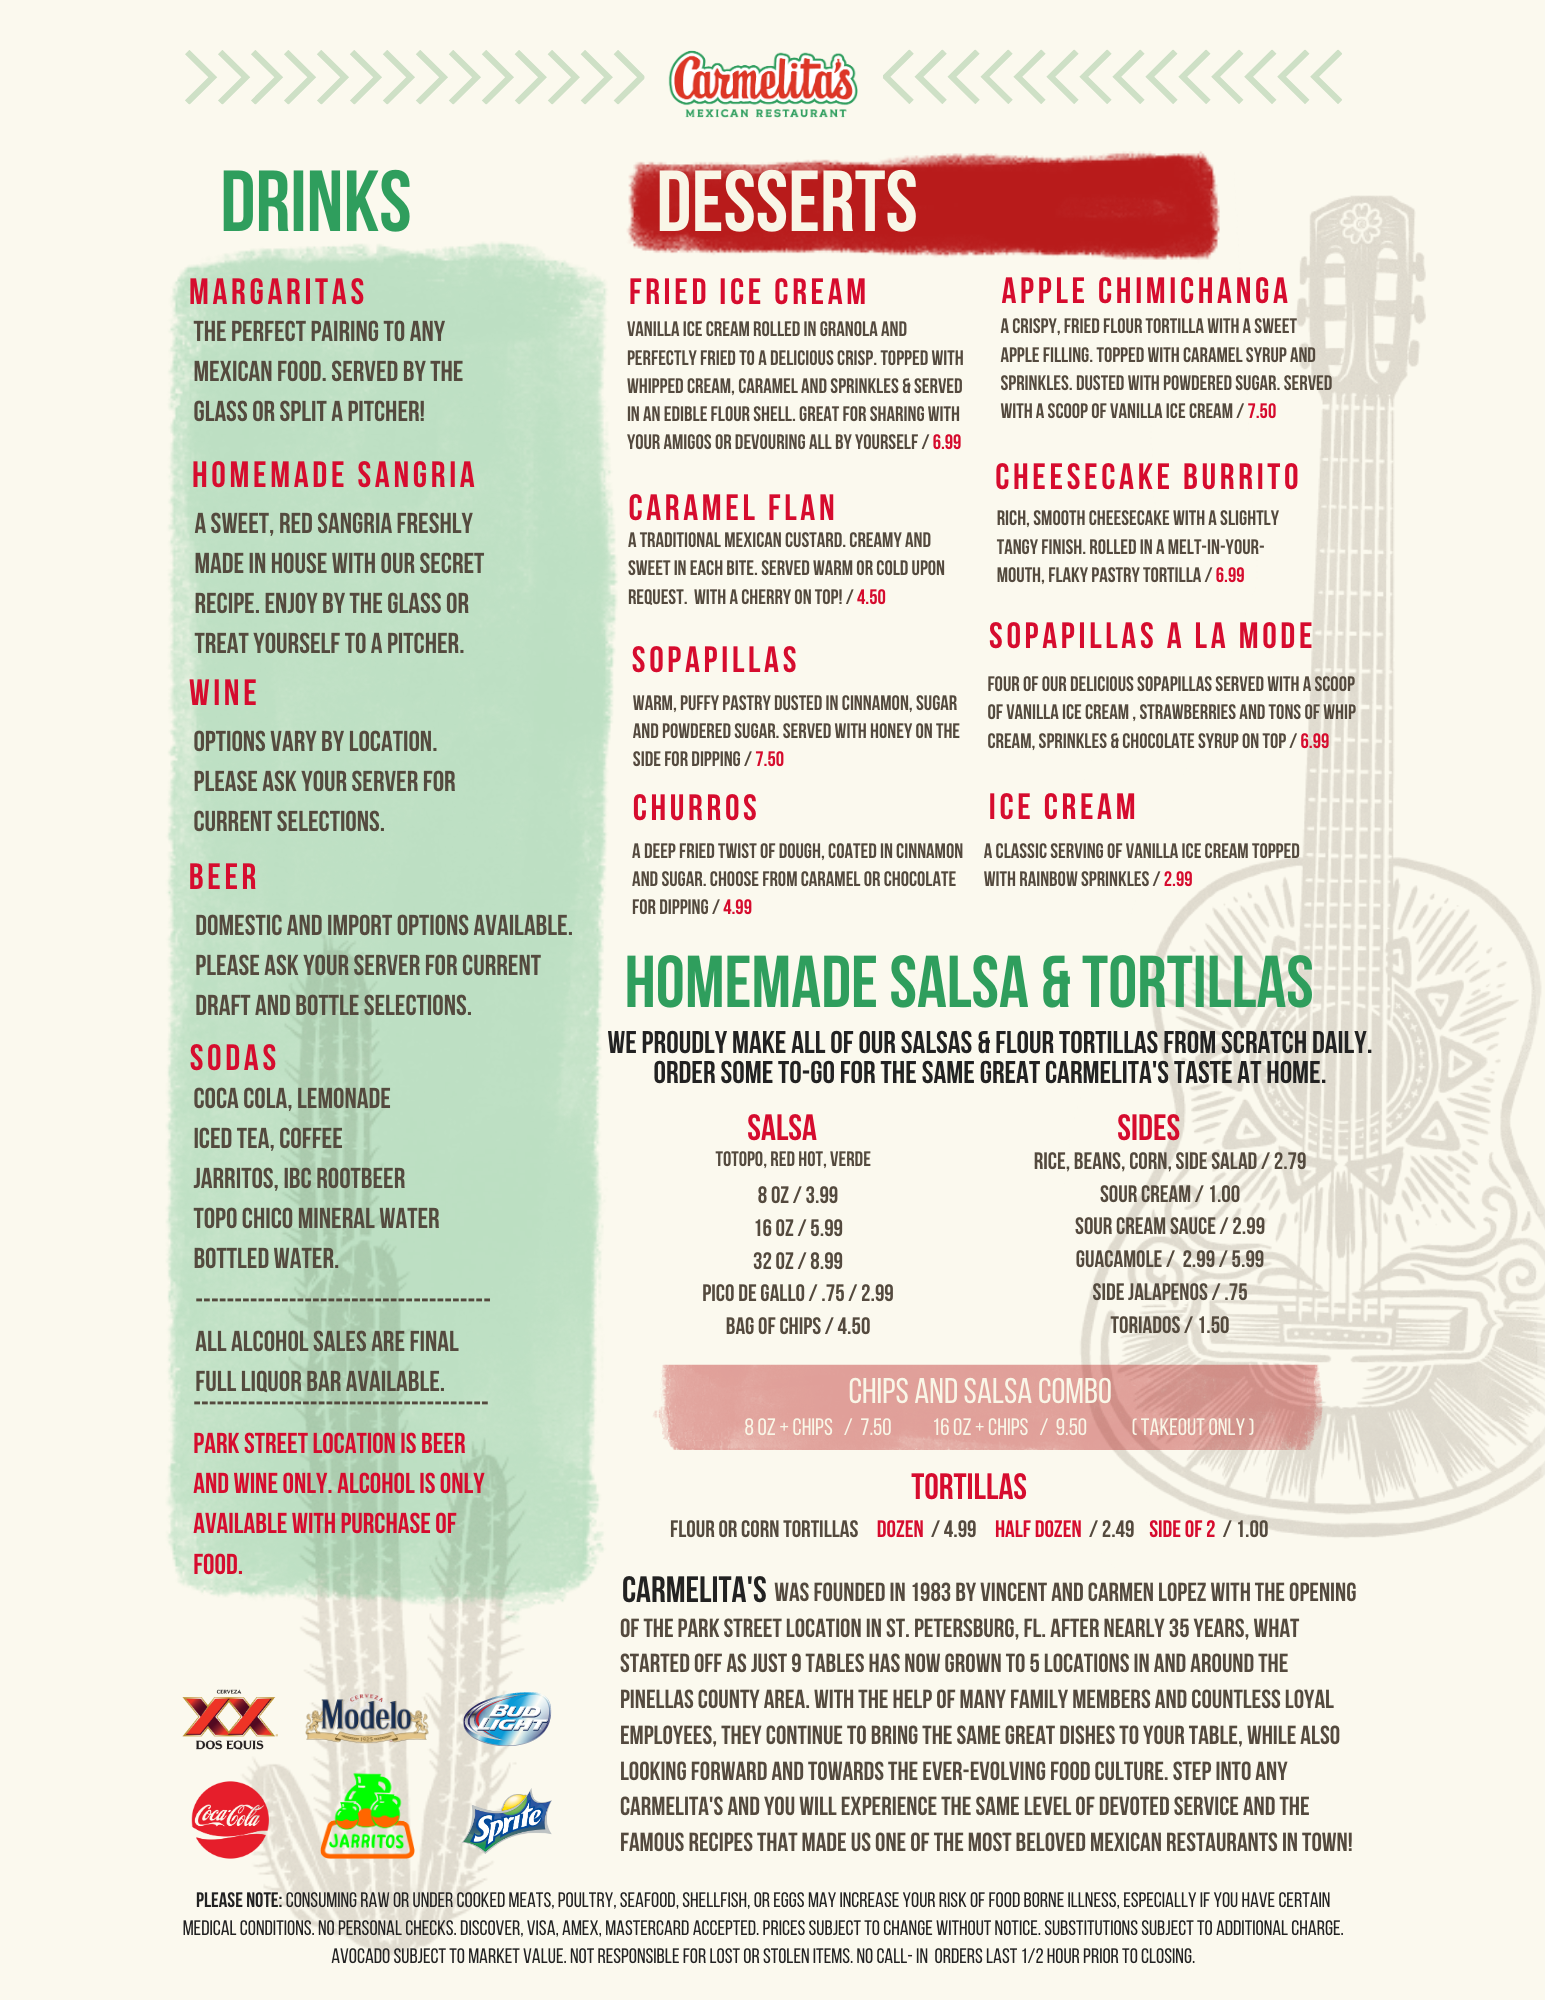 Carmelita's
MEXICAN RESTAURANT
DRINKS
MARGARITAS
THE PERFECT PAIRING TO ANY
MEXICAN FOOD. SERVED BY THE
GLASS OR SPLIT A PITCHER!
HOMEMADE SANGRIA
A SWEET, RED SANGRIA FRESHLY
MADE IN HOUSE WITH OUR SECRET
RECIPE. ENJOY BY THE GLASS OR
TREAT YOURSELF TO A PITCHER.
WINE
OPTIONS VARY BY LOCATION.
PLEASE ASK YOUR SERVER FOR
CURRENT SELECTIONS.
BEER
DOMESTIC AND IMPORT OPTIONS AVAILABLE.
PLEASE ASK YOUR SERVER FOR CURRENT
DRAFT AND BOTTLE SELECTIONS.
SODAS
COCA COLA, LEMONADE
ICED TEA, COFFEE
JARRITOS, IBC ROOTBEER
TOPO CHICO MINERAL WATER
BOTTLED WATER.
--------------------------------------
ALL ALCOHOL SALES ARE FINAL
FULL LIQUOR BAR AVAILABLE.
--------------------------------------
PARK STREET LOCATION IS BEER
AND WINE ONLY. ALCOHOL IS ONLY
AVAILABLE WITH PURCHASE OF
FOOD.
CERVEZA
XX
DOS EQUIS
CERVEZA
Modelo
1925
BUD
LIGHT
Coca-Cola
JARRITOS
Sprite
DESSERTS
FRIED ICE CREAM
VANILLA ICE CREAM ROLLED IN GRANOLA AND
PERFECTLY FRIED TO A DELICIOUS CRISP. TOPPED WITH
WHIPPED CREAM, CARAMEL AND SPRINKLES & SERVED
IN AN EDIBLE FLOUR SHELL. GREAT FOR SHARING WITH
YOUR AMIGOS OR DEVOURING ALL BY YOURSELF / 6.99
CARAMEL FLAN
A TRADITIONAL MEXICAN CUSTARD. CREAMY AND
SWEET IN EACH BITE. SERVED WARM OR COLD UPON
REQUEST. WITH A CHERRY ON TOP! / 4.50
SOPAPILLAS
WARM, PUFFY PASTRY DUSTED IN CINNAMON, SUGAR
AND POWDERED SUGAR. SERVED WITH HONEY ON THE
SIDE FOR DIPPING / 7.50
CHURROS
A DEEP FRIED TWIST OF DOUGH, COATED IN CINNAMON
AND SUGAR. CHOOSE FROM CARAMEL OR CHOCOLATE
FOR DIPPING / 4.99
APPLE CHIMICHANGA
A CRISPY, FRIED FLOUR TORTILLA WITH A SWEET
APPLE FILLING. TOPPED WITH CARAMEL SYRUP AND
SPRINKLES. DUSTED WITH POWDERED SUGAR. SERVED
WITH A SCOOP OF VANILLA ICE CREAM / 7.50
CHEESECAKE BURRITO
RICH, SMOOTH CHEESECAKE WITH A SLIGHTLY
TANGY FINISH. ROLLED IN A MELT-IN-YOUR-
MOUTH, FLAKY PASTRY TORTILLA / 6.99
SOPAPILLAS A LA MODE
FOUR OF OUR DELICIOUS SOPAPILLAS SERVED WITH A SCOOP
OF VANILLA ICE CREAM , STRAWBERRIES AND TONS OF WHIP
CREAM, SPRINKLES & CHOCOLATE SYRUP ON TOP / 6.99
ICE CREAM
A CLASSIC SERVING OF VANILLA ICE CREAM TOPPED
WITH RAINBOW SPRINKLES / 2.99
HOMEMADE SALSA & TORTILLAS
WE PROUDLY MAKE ALL OF OUR SALSAS & FLOUR TORTILLAS FROM SCRATCH DAILY.
ORDER SOME TO-GO FOR THE SAME GREAT CARMELITA'S TASTE AT HOME.
SALSA
TOTOPO, RED HOT, VERDE
8 OZ / 3.99
16 OZ / 5.99
32 OZ / 8.99
PICO DE GALLO / .75 / 2.99
BAG OF CHIPS / 4.50
SIDES
RICE, BEANS, CORN, SIDE SALAD / 2.79
SOUR CREAM / 1.00
SOUR CREAM SAUCE / 2.99
GUACAMOLE / 2.99 / 5.99
SIDE JALAPENOS / .75
TORIADOS / 1.50
CHIPS AND SALSA COMBO
8 OZ + CHIPS / 7.50 16 OZ + CHIPS / 9.50 ( TAKEOUT ONLY )
TORTILLAS
FLOUR OR CORN TORTILLAS DOZEN / 4.99 HALF DOZEN / 2.49 SIDE OF 2 / 1.00
CARMELITA'S WAS FOUNDED IN 1983 BY VINCENT AND CARMEN LOPEZ WITH THE OPENING
OF THE PARK STREET LOCATION IN ST. PETERSBURG, FL. AFTER NEARLY 35 YEARS, WHAT
STARTED OFF AS JUST 9 TABLES HAS NOW GROWN TO 5 LOCATIONS IN AND AROUND THE
PINELLAS COUNTY AREA. WITH THE HELP OF MANY FAMILY MEMBERS AND COUNTLESS LOYAL
EMPLOYEES, THEY CONTINUE TO BRING THE SAME GREAT DISHES TO YOUR TABLE, WHILE ALSO
LOOKING FORWARD AND TOWARDS THE EVER-EVOLVING FOOD CULTURE. STEP INTO ANY
CARMELITA'S AND YOU WILL EXPERIENCE THE SAME LEVEL OF DEVOTED SERVICE AND THE
FAMOUS RECIPES THAT MADE US ONE OF THE MOST BELOVED MEXICAN RESTAURANTS IN TOWN!
PLEASE NOTE: CONSUMING RAW OR UNDER COOKED MEATS, POULTRY, SEAFOOD, SHELLFISH, OR EGGS MAY INCREASE YOUR RISK OF FOOD BORNE ILLNESS, ESPECIALLY IF YOU HAVE CERTAIN
MEDICAL CONDITIONS. NO PERSONAL CHECKS. DISCOVER, VISA, AMEX, MASTERCARD ACCEPTED. PRICES SUBJECT TO CHANGE WITHOUT NOTICE. SUBSTITUTIONS SUBJECT TO ADDITIONAL CHARGE.
AVOCADO SUBJECT TO MARKET VALUE. NOT RESPONSIBLE FOR LOST OR STOLEN ITEMS. NO CALL- IN ORDERS LAST 1/2 HOUR PRIOR TO CLOSING.